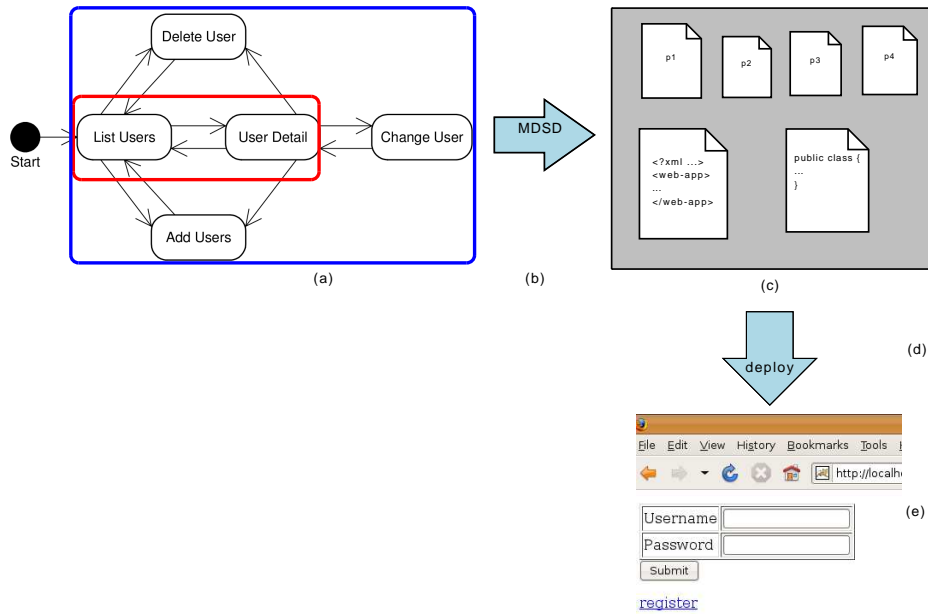 Delete User
List Users
User Detail
Change User
Start
Add Users
(a)
MDSD
(b)
p1
p2
p3
p4
<?xml ...>
<web-app>
...
</web-app>
public class {
...
}
(c)
deploy
(d)
File Edit View History Bookmarks Tools
http://localhe
Username
Password
(e)
Submit
register